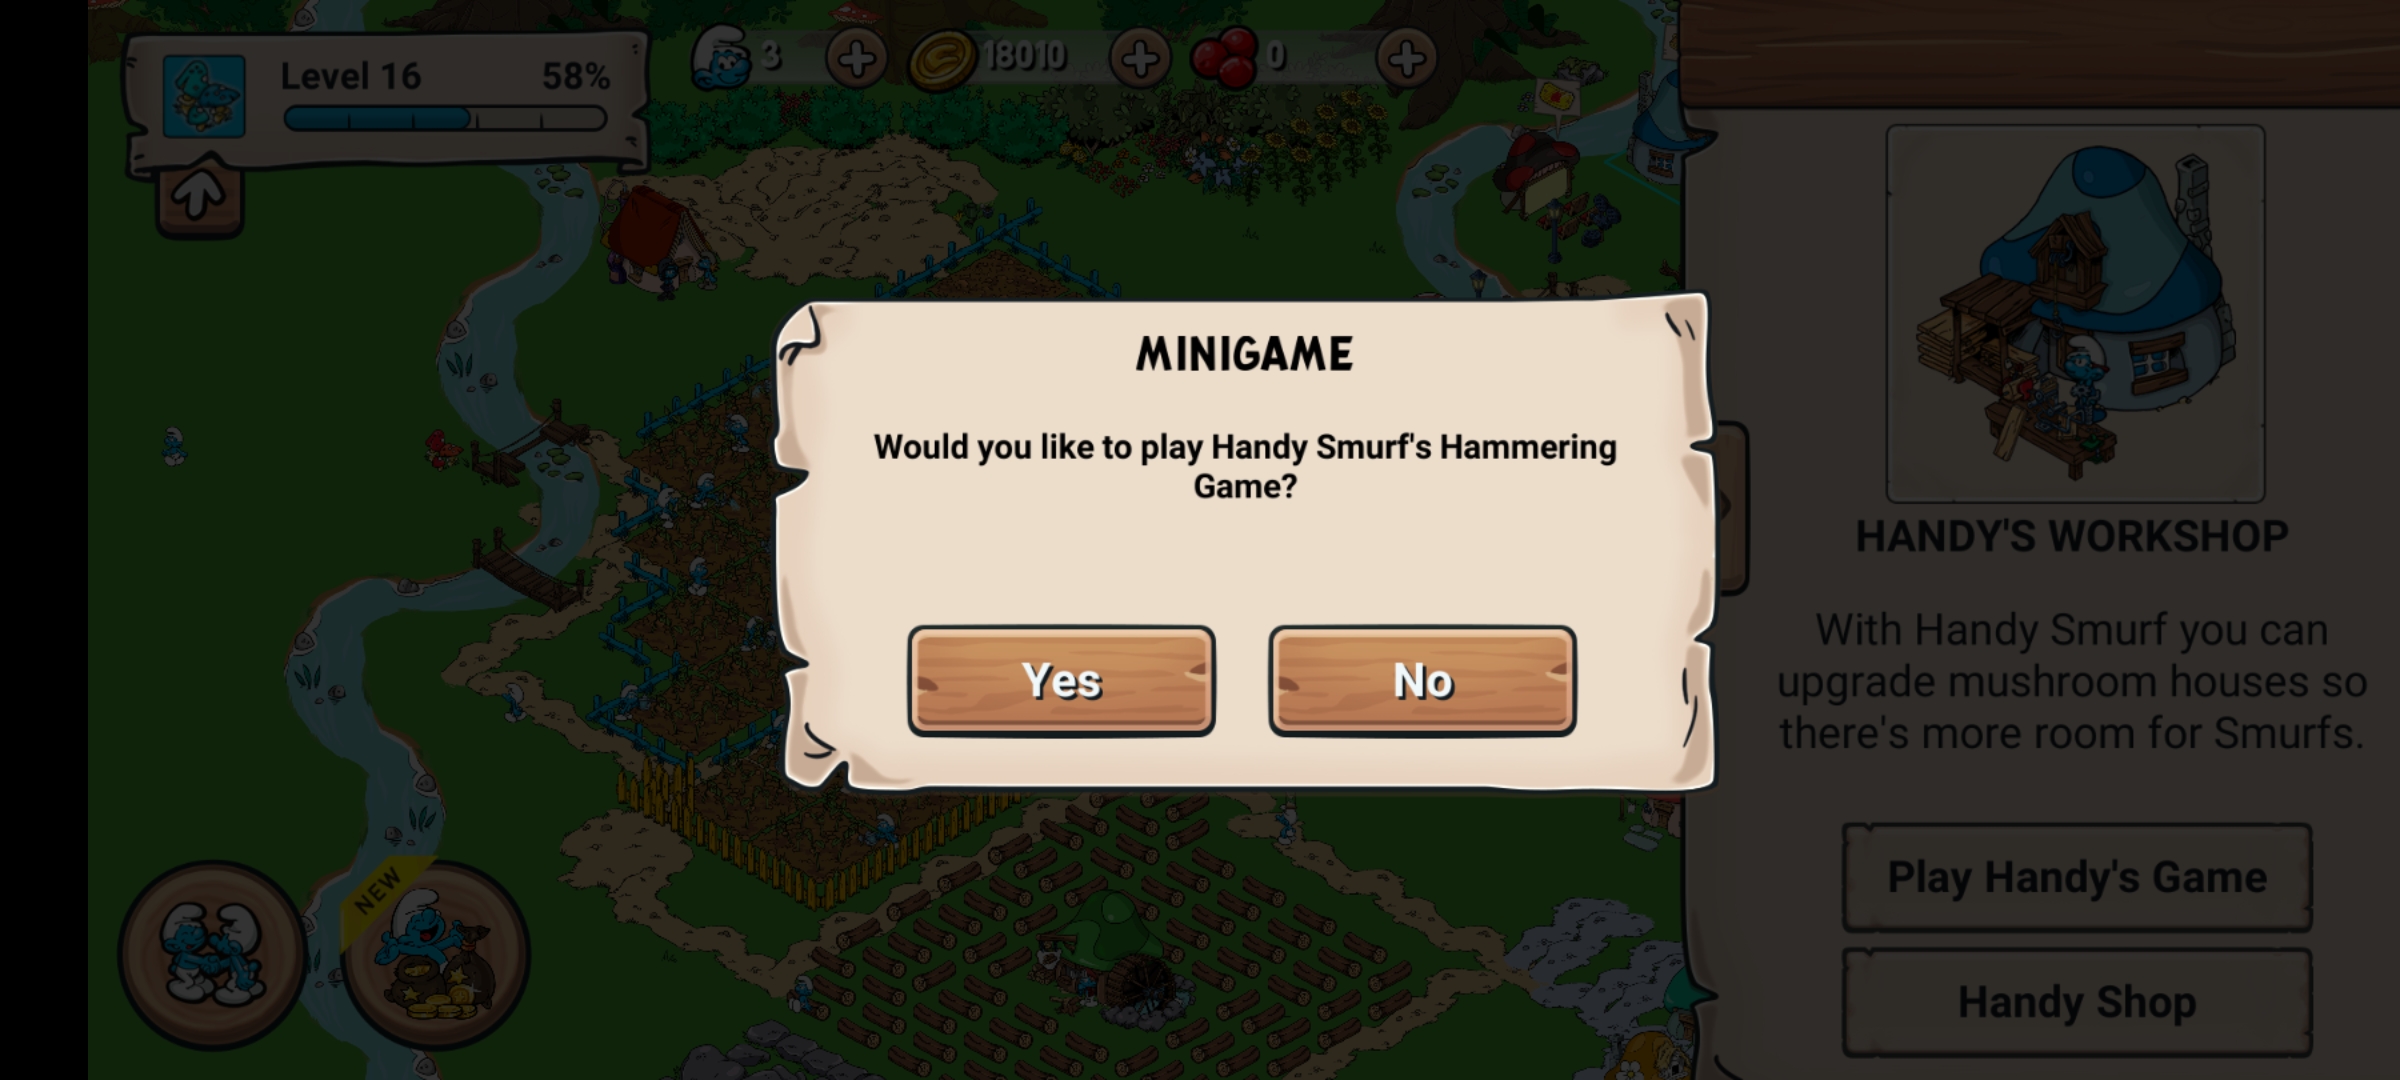 Level 16
58%
3
18010
0
MINIGAME
Would you like to play Handy Smurf's Hammering
Game?
Yes
No
HANDY'S WORKSHOP
With Handy Smurf you can
upgrade mushroom houses so
there's more room for Smurfs.
Play Handy's Game
Handy Shop
NEW